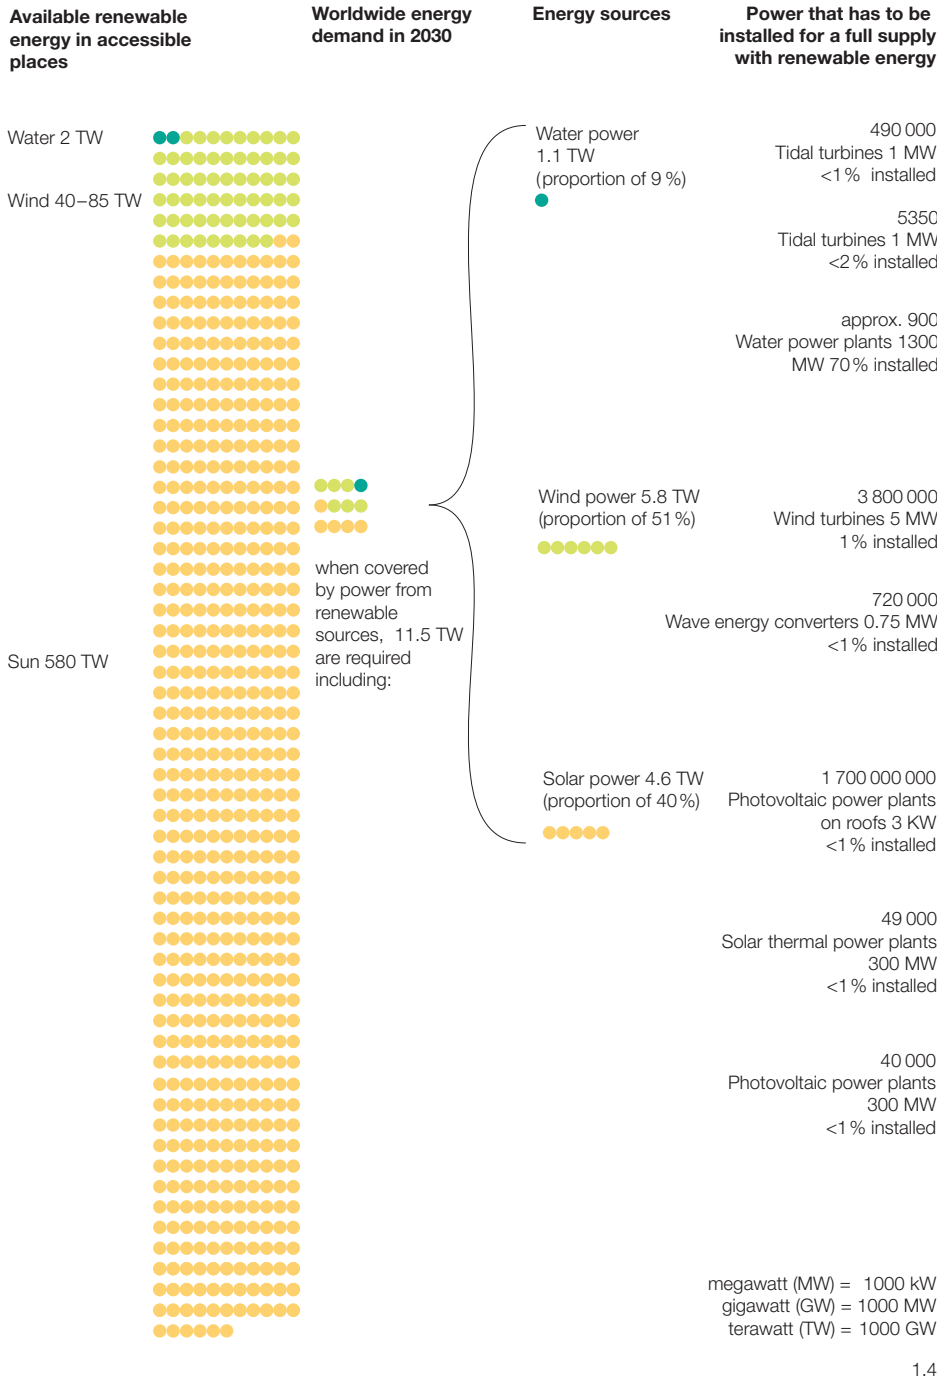 Available renewable
energy in accessible
places
Worldwide energy
demand in 2030
Energy sources
Power that has to be
installed for a full supply
with renewable energy
Water 2 TW
Wind 40–85 TW
Sun 580 TW
when covered
by power from
renewable
sources, 11.5 TW
are required
including:
Water power
1.1 TW
(proportion of 9 %)
490 000
Tidal turbines 1 MW
<1 % installed
5350
Tidal turbines 1 MW
<2 % installed
approx. 900
Water power plants 1300
MW 70 % installed
Wind power 5.8 TW
(proportion of 51 %)
3 800 000
Wind turbines 5 MW
1 % installed
720 000
Wave energy converters 0.75 MW
<1 % installed
Solar power 4.6 TW
(proportion of 40 %)
1 700 000 000
Photovoltaic power plants
on roofs 3 KW
<1 % installed
49 000
Solar thermal power plants
300 MW
<1 % installed
40 000
Photovoltaic power plants
300 MW
<1 % installed
megawatt (MW) = 1000 kW
gigawatt (GW) = 1000 MW
terawatt (TW) = 1000 GW
1.4